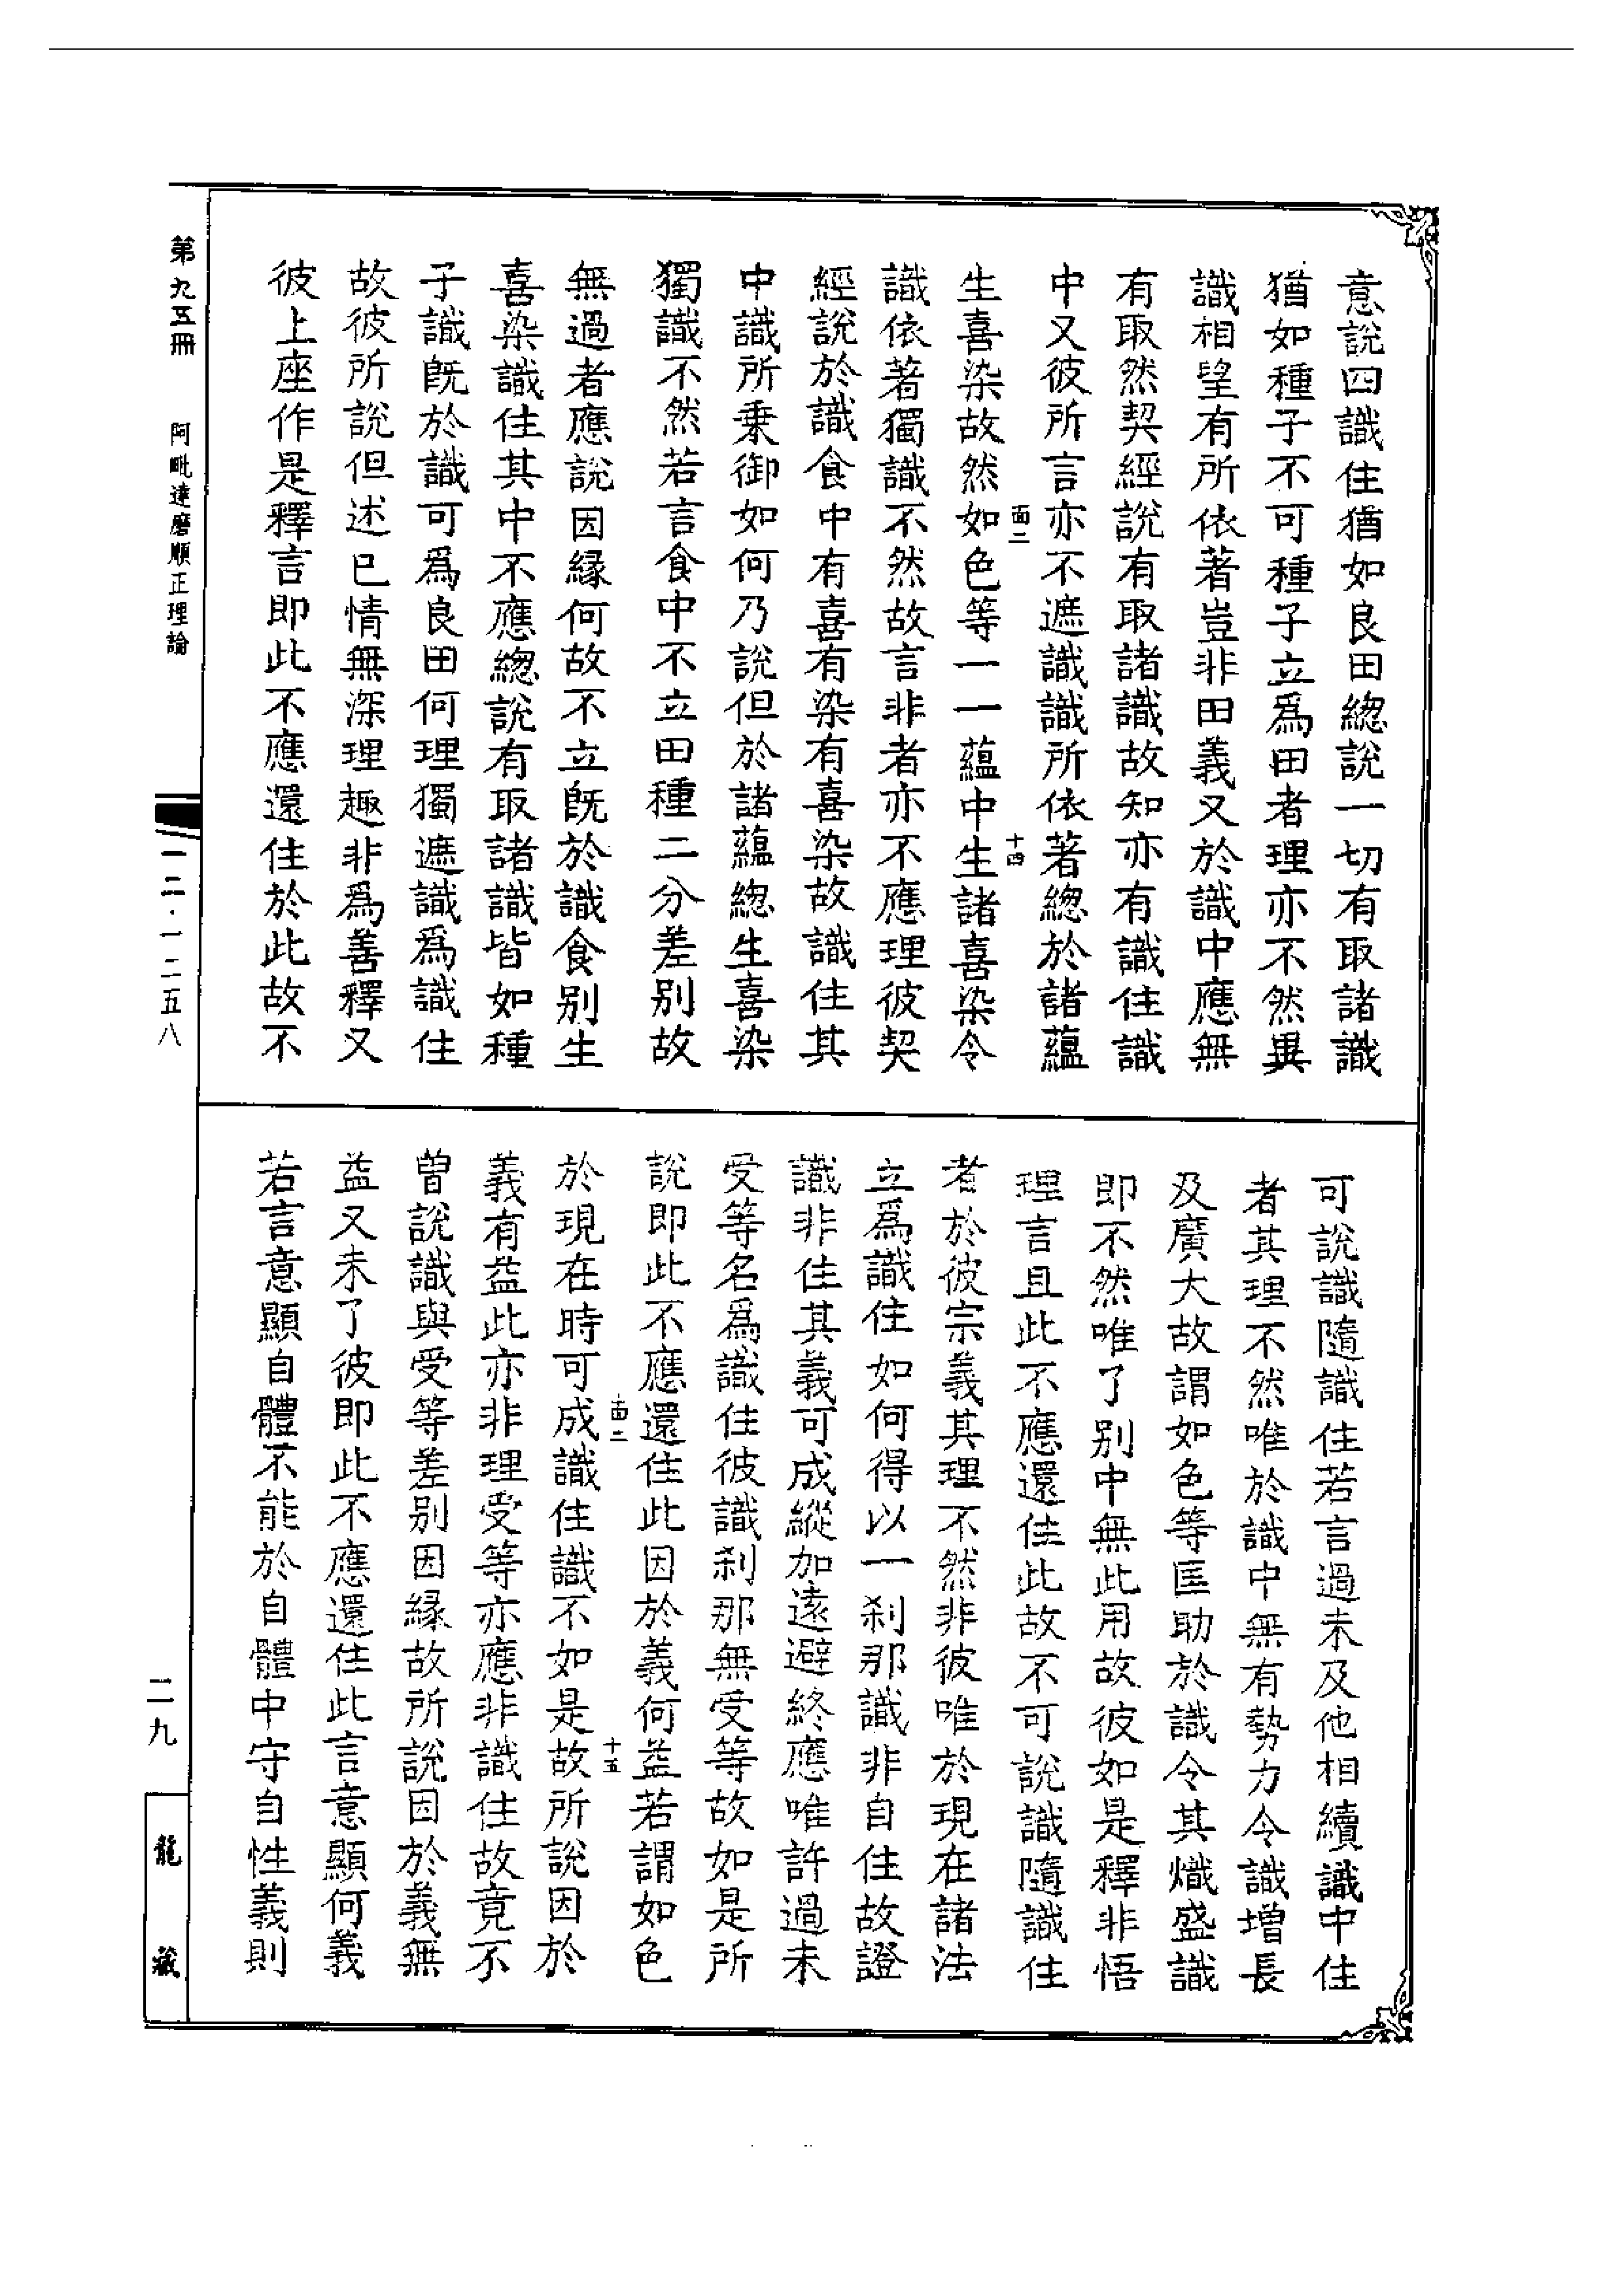 意說四識住猶如良田總說一切有取諸識
猶如種子不可種子立爲田者理亦不然異
識相望有所依著豈非田義又於識中應無
有取然契經說有取諸識故知亦有識住識
中又彼所言亦不遮識識所依著總於諸蘊
面二
十四
生喜染故然如色等一一蘊中生諸喜染令
識依著獨識不然故言非者亦不應理彼契
經說於識食中有喜有染有喜染故識住其
中識所乗御如何乃說但於諸蘊總生喜染
獨識不然若言食中不立田種二分差別故
無過者應說因緣何故不立旣於識食别生
喜染識住其中不應總說有取諸識皆如種
子識旣於識可爲良田何理獨遮識爲識住
故彼所說但述已情無深理趣非爲善釋又
彼上座作是釋言即此不應還住於此故不
可說識隨識住若言過未及他相續識中住
者其理不然唯於識中無有勢力令識增長
及廣大故謂如色等匡助於識令其熾盛識
即不然唯了别中無此用故彼如是釋非悟
理言且此不應還住此故不可說識隨識住
者於彼宗義其理不然非彼唯於現在諸法
立爲識住如何得以一刹那識非自住故證
識非住其義可成縱加遠避終應唯許過未
受等名爲識住彼識刹那無受等故如是所
說即此不應還住此因於義何益若謂如色
面二
十五
於現在時可成識住識不如是故所說因於
義有益此亦非理受等亦應非識住故竟不
曾說識與受等差别因緣故所說因於義無
益又未了彼即此不應還住此言意顯何義
若言意顯自體不能於自體中守自性義則
第九五冊
阿毗達磨順正理論
一二·一二五八
二九
龍藏